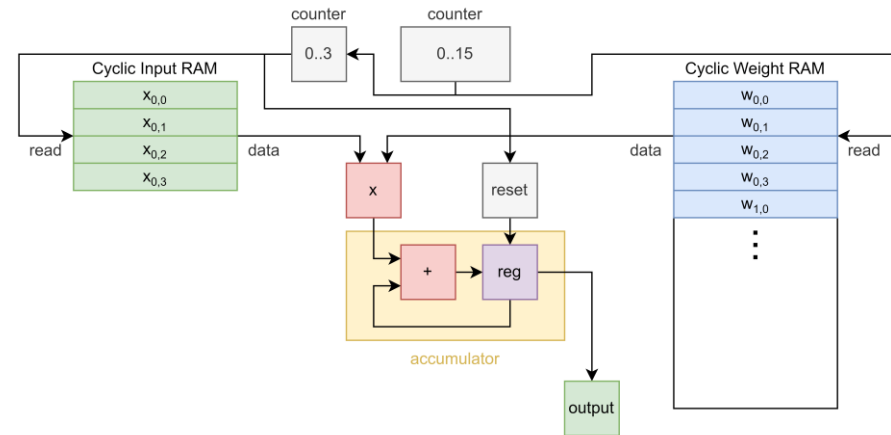 counter
counter
0..3
0..15
Cyclic Input RAM
Cyclic Weight RAM
x0,0
x0,1
x0,2
x0,3
w0,0
w0,1
w0,2
w0,3
w1,0
read
data
data
read
x
reset
+
reg
accumulator
output